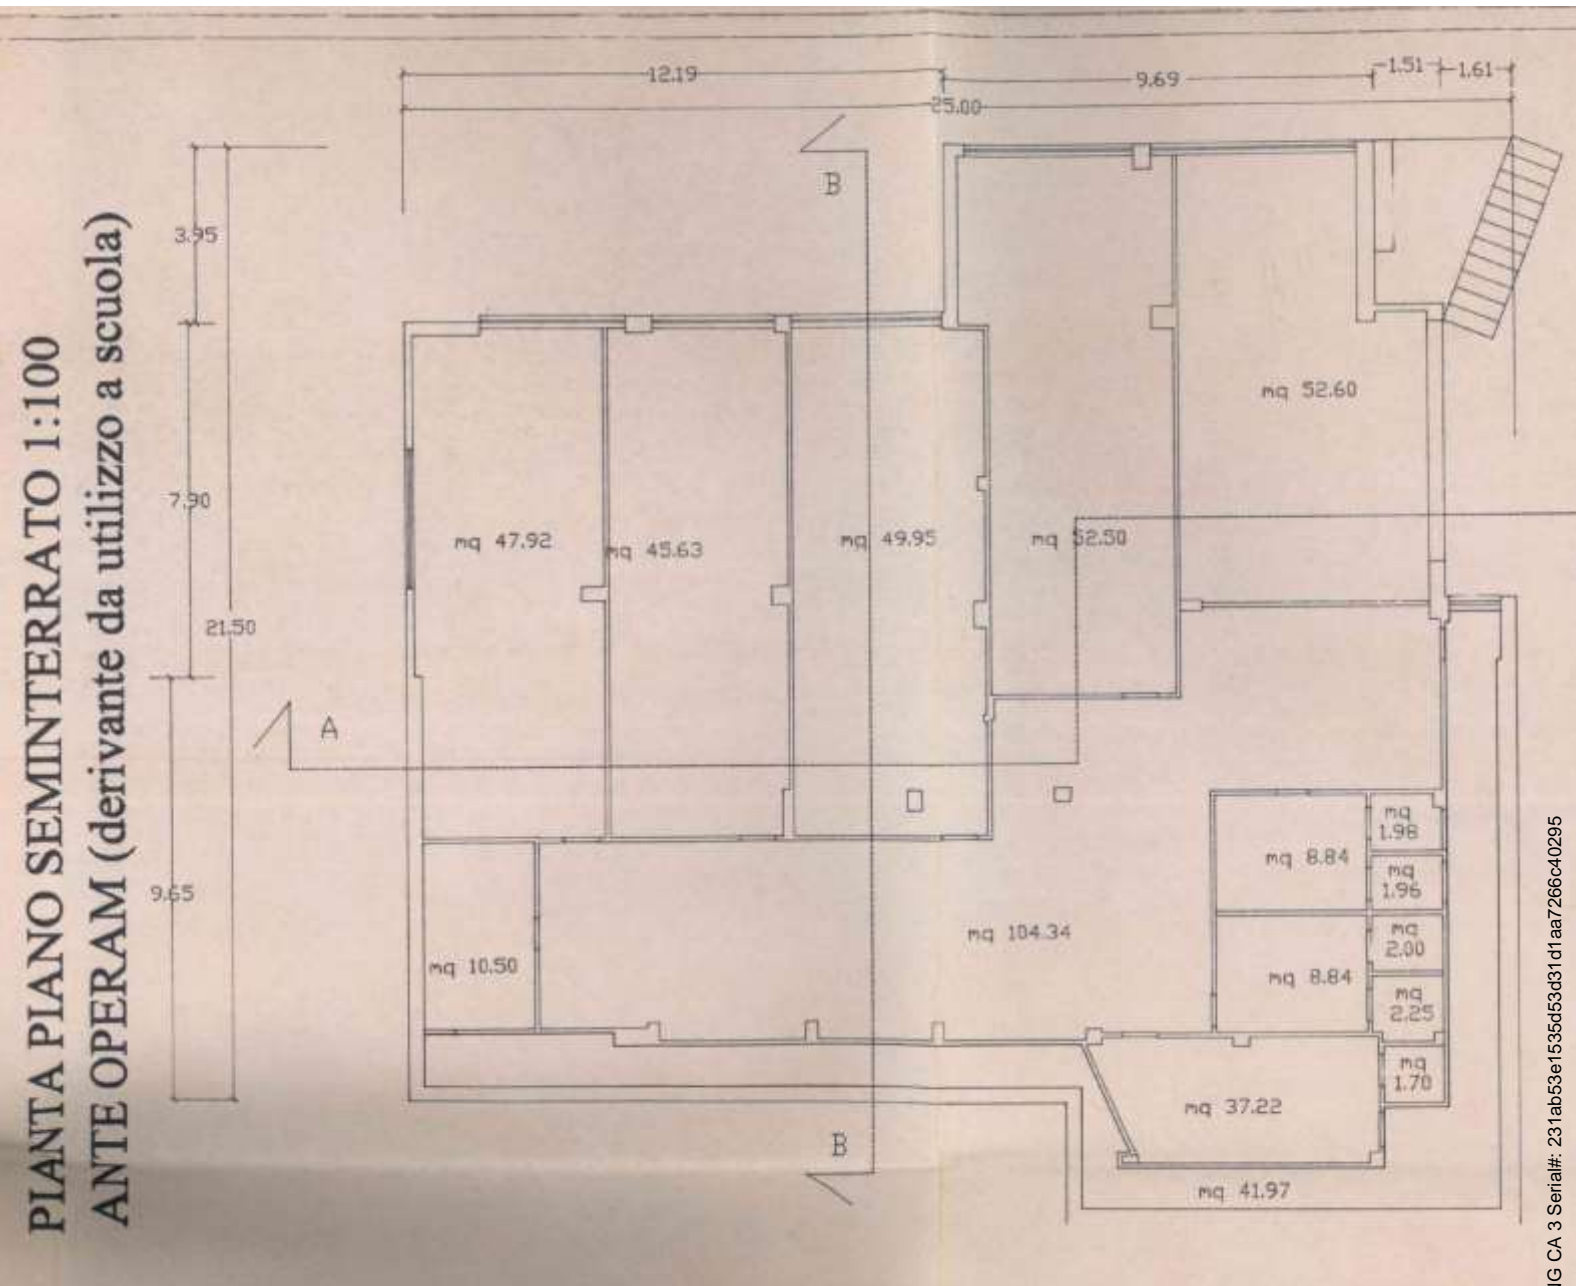 PIANTA PIANO SEMINTERRATO 1:100
ANTE OPERAM (derivante da utilizzo a scuola)
12.19
9.69
1.51
1.61
25.00
B
3.95
7.90
21.50
9.65
A
mq 52.60
mq 47.92
mq 45.63
mq 49.95
mq 52.50
mq 8.84
mq
1.98
mq
1.96
mq 104.34
mq
2.00
mq 10.50
mq 8.84
mq
2.25
mq
1.70
mq 37.22
B
mq 41.97
IG CA 3 Serial#: 231ab53e1535d53d31d1aa7266c40295